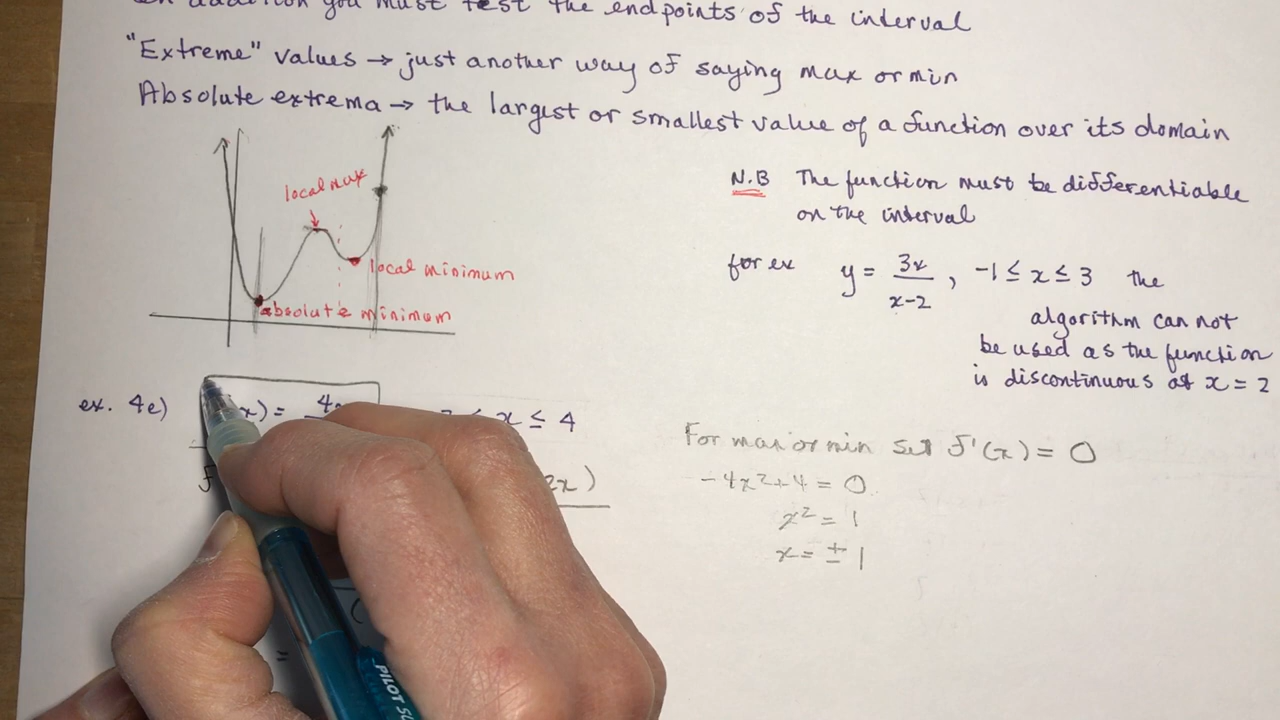 In addition you must test the endpoints of the interval
"Extreme" values → just another way of saying max or min
Absolute extrema → the largest or smallest value of a function over its domain
local max
local minimum
absolute minimum
N.B The function must be differentiable
on the interval
for ex y = 3x/x-2, -1 ≤ x ≤ 3 the
algorithm can not
be used as the function
is discontinuous at x = 2
ex. 4e) x) = 4 ≤ x ≤ 4
2x)
For max or min set f'(x) = 0
-4x²+4 = 0
x² = 1
x = ± 1
PILOT